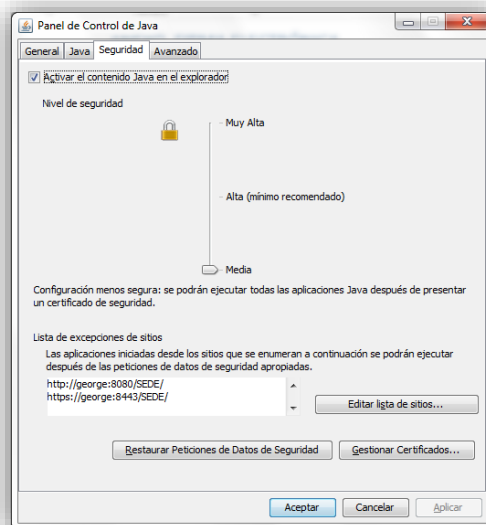 Panel de Control de Java
General Java Seguridad Avanzado
Activar el contenido Java en el explorador
Nivel de seguridad
Muy Alta
Alta (mínimo recomendado)
Media
Configuración menos segura: se podrán ejecutar todas las aplicaciones Java después de presentar
un certificado de seguridad.
Lista de excepciones de sitios
Las aplicaciones iniciadas desde los sitios que se enumeran a continuación se podrán ejecutar
después de las peticiones de datos de seguridad apropiadas.
http://george:8080/SEDE/
https://george:8443/SEDE/
Editar lista de sitios...
Restaurar Peticiones de Datos de Seguridad Gestionar Certificados...
Aceptar Cancelar Aplicar